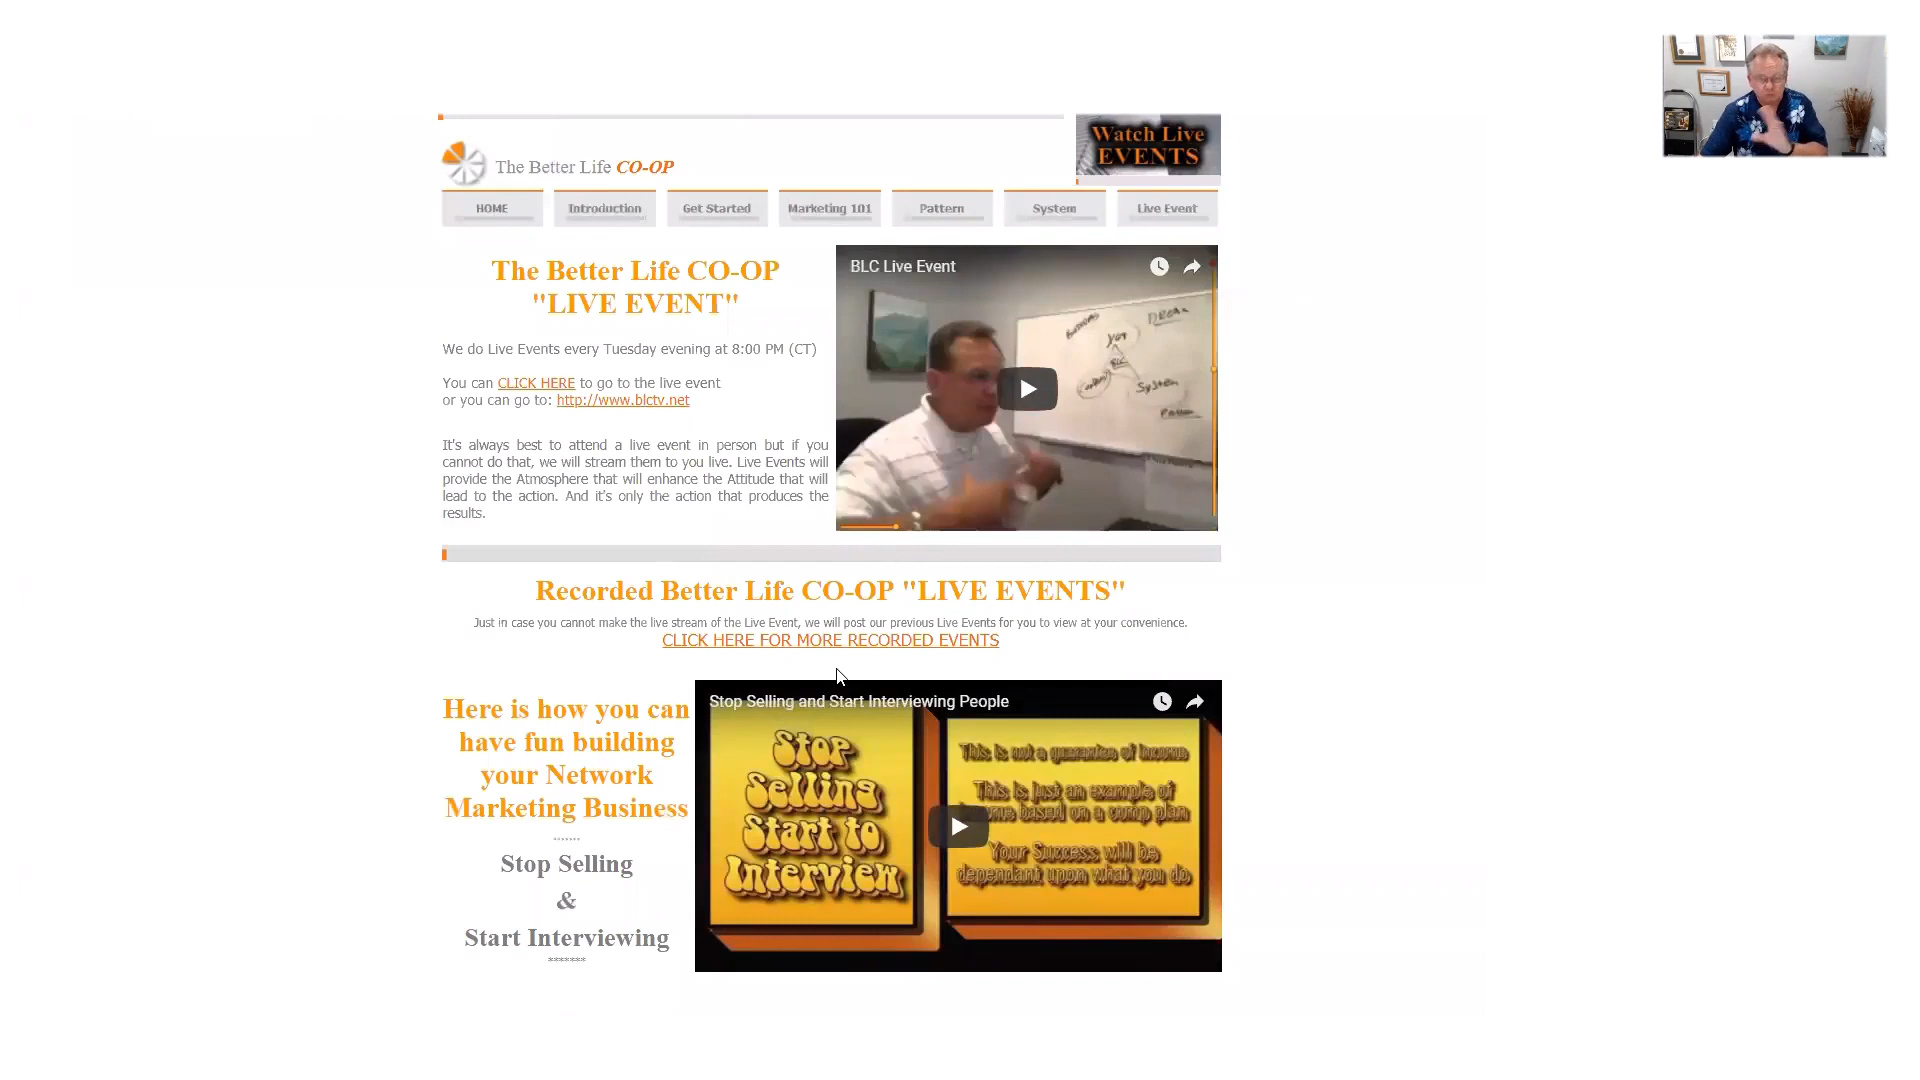 Watch Live
EVENTS
The Better Life CO-OP
HOME
Introduction
Get Started
Marketing 101
Pattern
System
Live Event
The Better Life CO-OP
"LIVE EVENT"
We do Live Events every Tuesday evening at 8:00 PM (CT)
You can CLICK HERE to go to the live event
or you can go to: http://www.blctv.net
It's always best to attend a live event in person but if you
cannot do that, we will stream them to you live. Live Events will
provide the Atmosphere that will enhance the Attitude that will
lead to the action. And it's only the action that produces the
results.
BLC Live Event
YOU
BLC
System
Recorded Better Life CO-OP "LIVE EVENTS"
Just in case you cannot make the live stream of the Live Event, we will post our previous Live Events for you to view at your convenience.
CLICK HERE FOR MORE RECORDED EVENTS
Here is how you can
have fun building
your Network
Marketing Business
-------
Stop Selling
&
Start Interviewing
*******
Stop Selling and Start Interviewing People
Stop
Selling
Start to
Interview
This is not a guarantee of Income
This is just an example of
based on a comp plan
Your Success will be
dependant upon what you do.